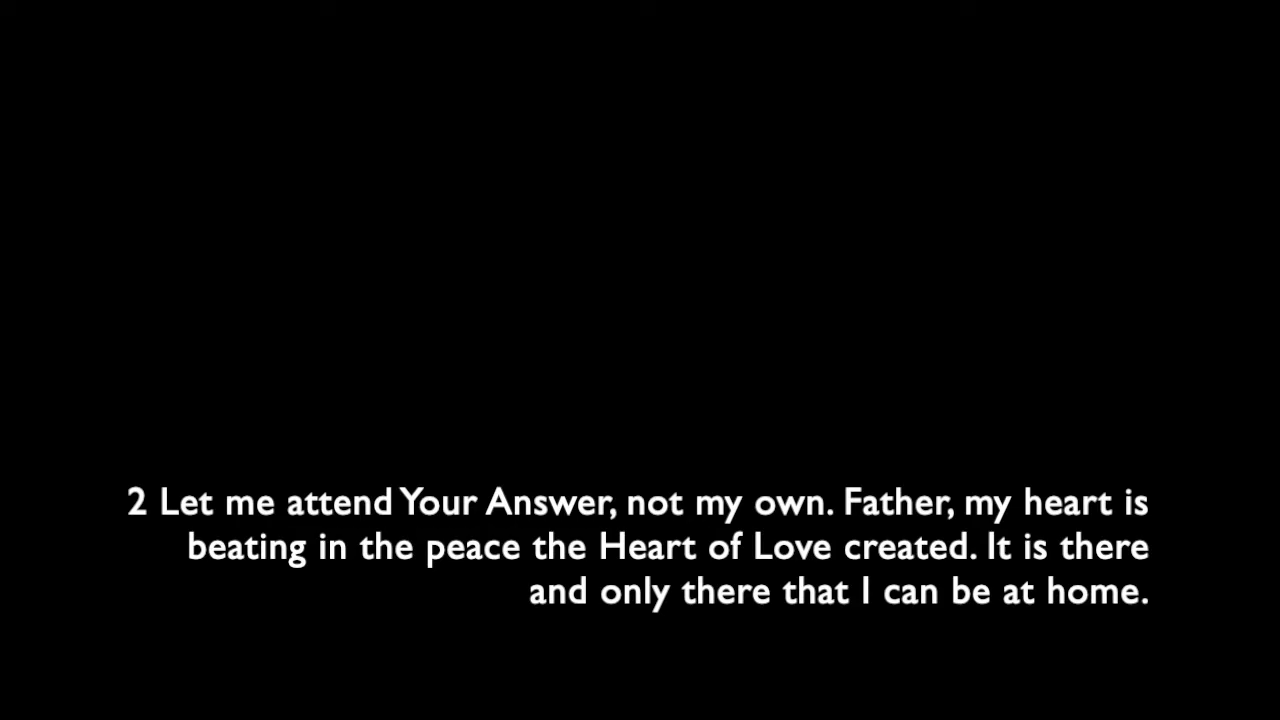 2 Let me attend Your Answer, not my own. Father, my heart is
beating in the peace the Heart of Love created. It is there
and only there that I can be at home.